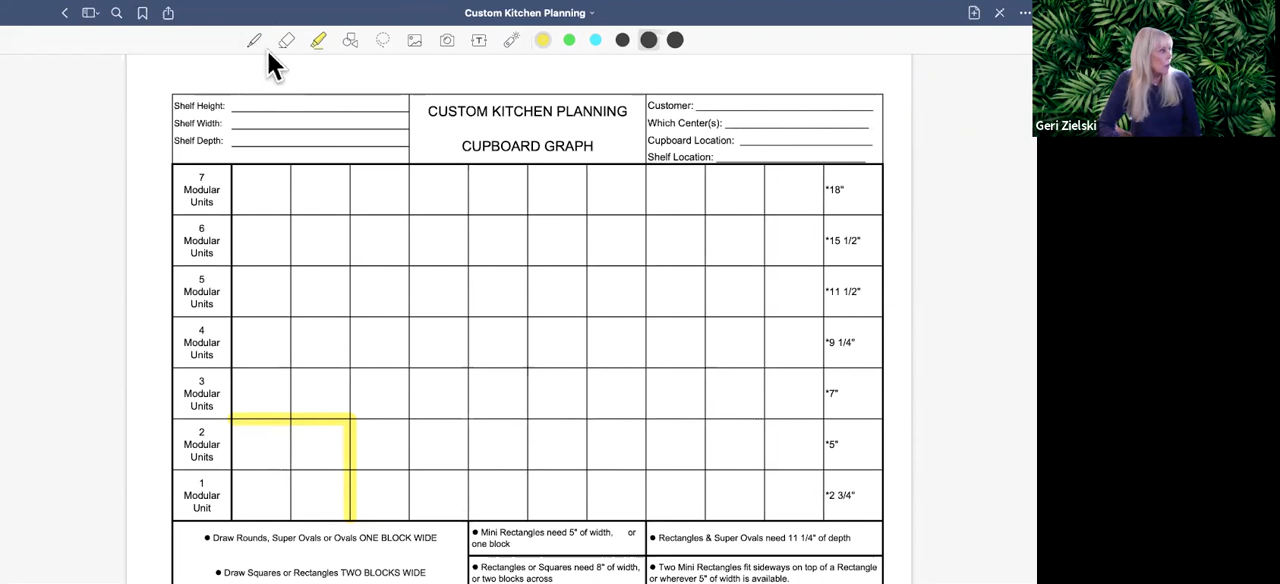 Custom Kitchen Planning
Geri Zielski
Shelf Height:
Shelf Width:
Shelf Depth:
CUSTOM KITCHEN PLANNING
CUPBOARD GRAPH
Customer:
Which Center(s):
Cupboard Location:
Shelf Location:
7
Modular
Units
*18"
6
Modular
Units
*15 1/2"
5
Modular
Units
*11 1/2"
4
Modular
Units
*9 1/4"
3
Modular
Units
*7"
2
Modular
Units
*5"
1
Modular
Unit
*2 3/4"
● Draw Rounds, Super Ovals or Ovals ONE BLOCK WIDE
● Mini Rectangles need 5" of width, or
one block
● Rectangles & Super Ovals need 11 1/4" of depth
● Draw Squares or Rectangles TWO BLOCKS WIDE
● Rectangles or Squares need 8" of width,
or two blocks across
● Two Mini Rectangles fit sideways on top of a Rectangle
or wherever 5" of width is available.